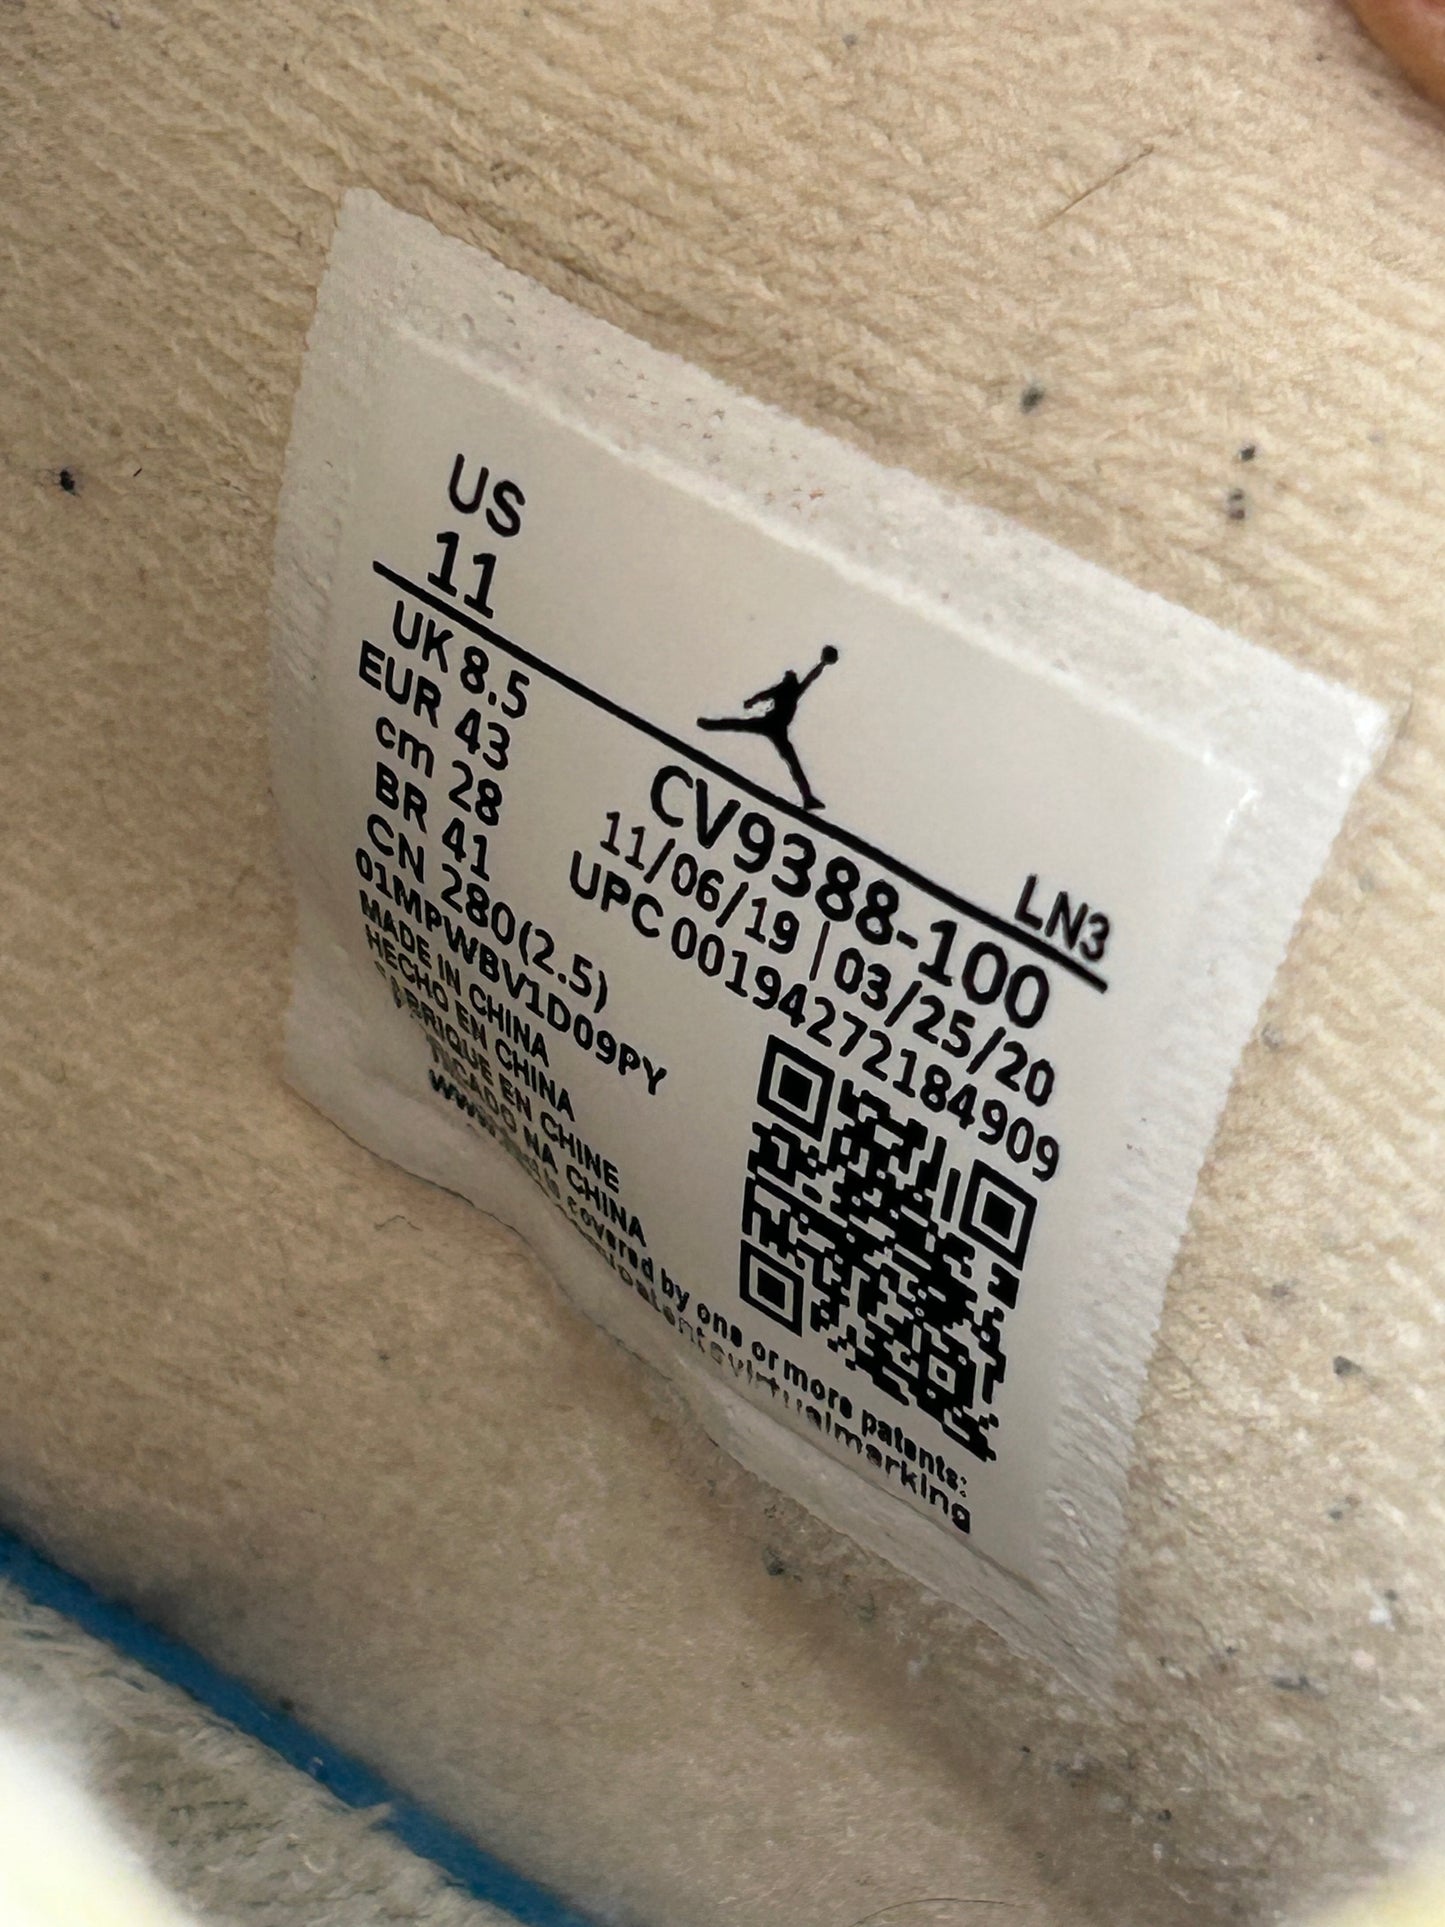 US
11
UK 8.5
EUR 43
cm 28
BR 41
CN 280(2.5)
01MPWBV1D09PY
MADE IN CHINA
HECHO EN CHINA
FABRIQUE EN CHINE
FABRICADO NA CHINA
LN3
CV9388-100
11/06/19 | 03/25/20
UPC 00194272184909
covered by one or more patents: